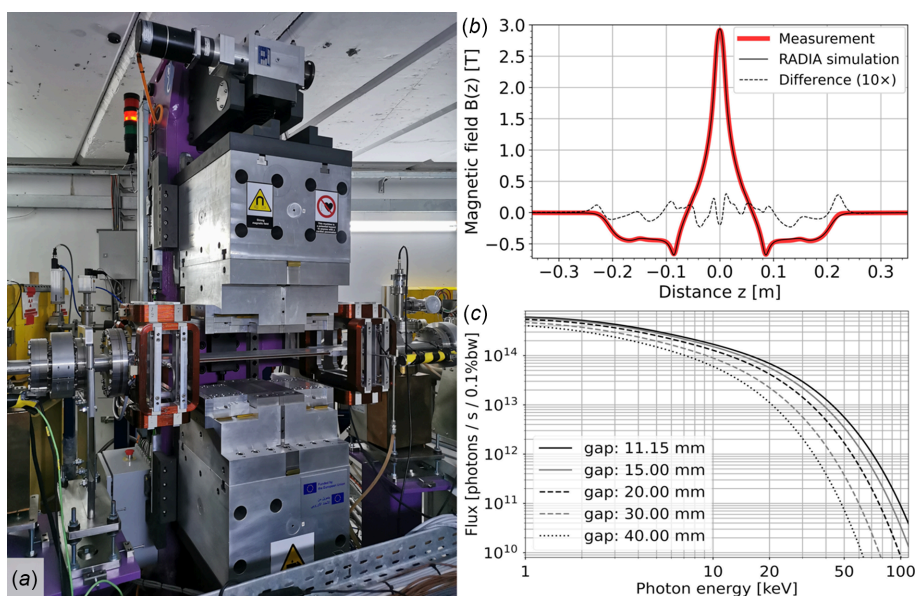 (a)
(b)
Magnetic field B(z) [T]
3.0
2.5
2.0
1.5
1.0
0.5
0.0
−0.5
Measurement
RADIA simulation
Difference (10×)
−0.3
−0.2
−0.1
0.0
0.1
0.2
0.3
Distance z [m]
(c)
Flux [photons / s / 0.1%bw]
10¹⁴
10¹³
10¹²
10¹¹
10¹⁰
gap: 11.15 mm
gap: 15.00 mm
gap: 20.00 mm
gap: 30.00 mm
gap: 40.00 mm
1
10
20
50
100
Photon energy [keV]